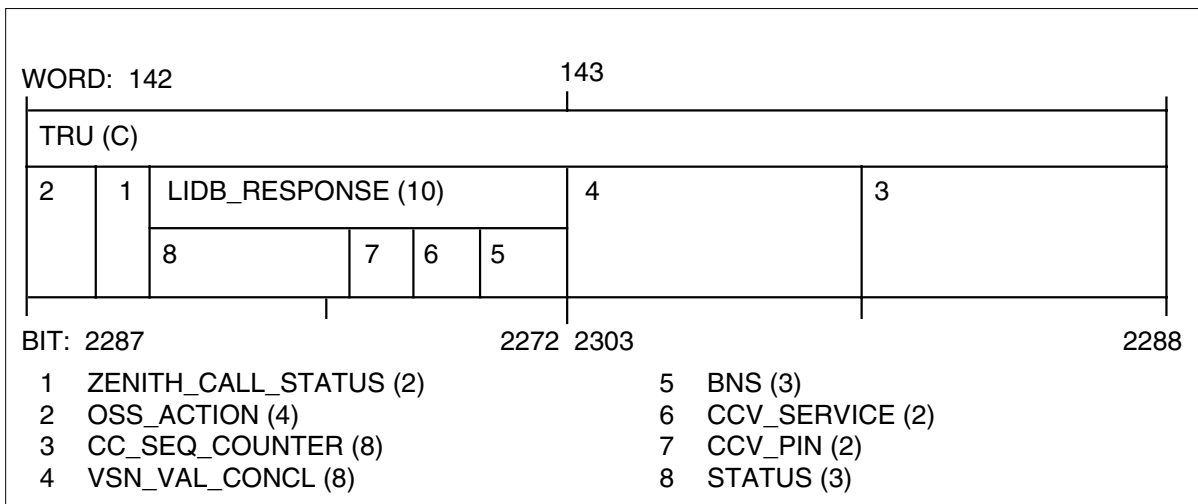 WORD: 142 143
TRU (C)
2 1 LIDB_RESPONSE (10) 4 3
8 7 6 5
BIT: 2287 2272 2303 2288
1 ZENITH_CALL_STATUS (2) 5 BNS (3)
2 OSS_ACTION (4) 6 CCV_SERVICE (2)
3 CC_SEQ_COUNTER (8) 7 CCV_PIN (2)
4 VSN_VAL_CONCL (8) 8 STATUS (3)